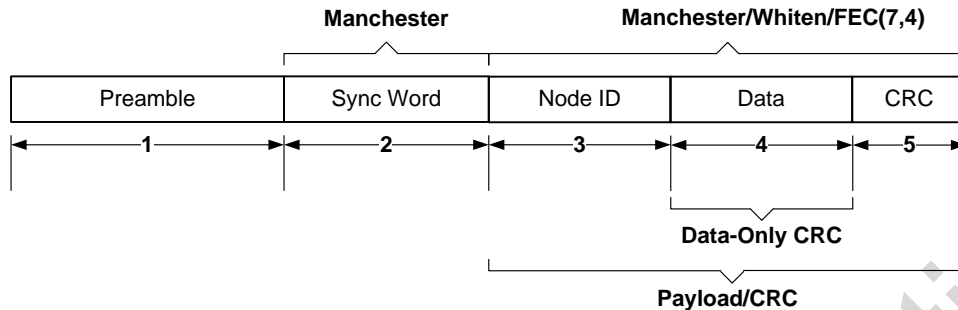 Manchester Manchester/Whiten/FEC(7,4)
Preamble Sync Word Node ID Data CRC
1 2 3 4 5
Data-Only CRC
Payload/CRC